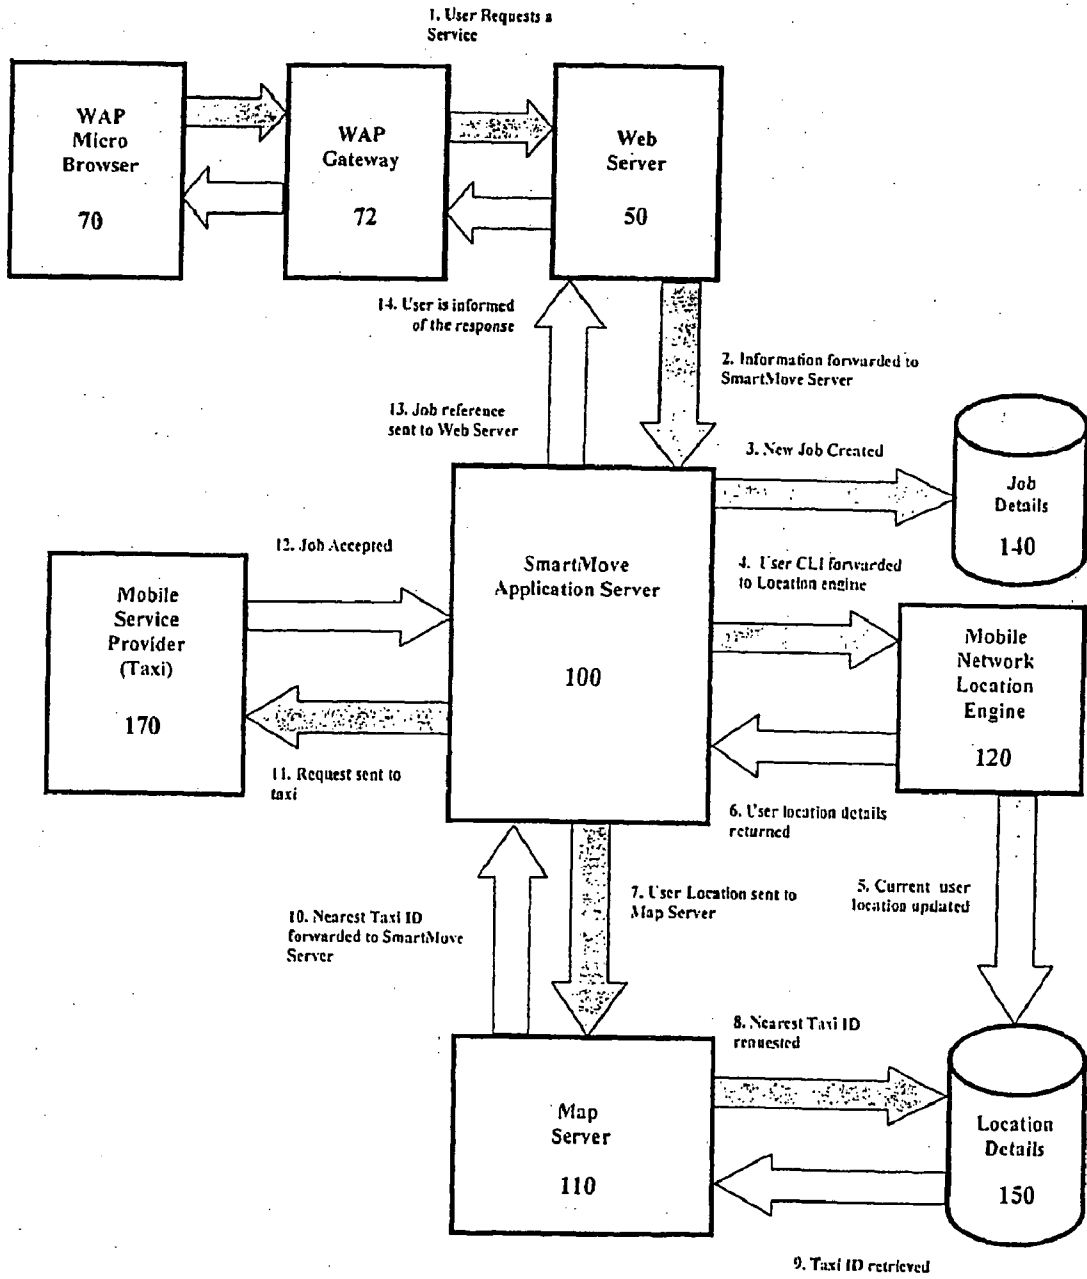 1. User Requests a
Service
WAP
Micro
Browser
70
WAP
Gateway
72
Web
Server
50
14. User is informed
of the response
2. Information forwarded to
SmartMove Server
13. Job reference
sent to Web Server
3. New Job Created
Job
Details
140
12. Job Accepted
SmartMove
Application Server
100
4. User CLI forwarded
to Location engine
Mobile
Service
Provider
(Taxi)
170
Mobile
Network
Location
Engine
120
11. Request sent to
taxi
6. User location details
returned
7. User Location sent to
Map Server
5. Current user
location updated
10. Nearest Taxi ID
forwarded to SmartMove
Server
8. Nearest Taxi ID
requested
Map
Server
110
Location
Details
150
9. Taxi ID retrieved